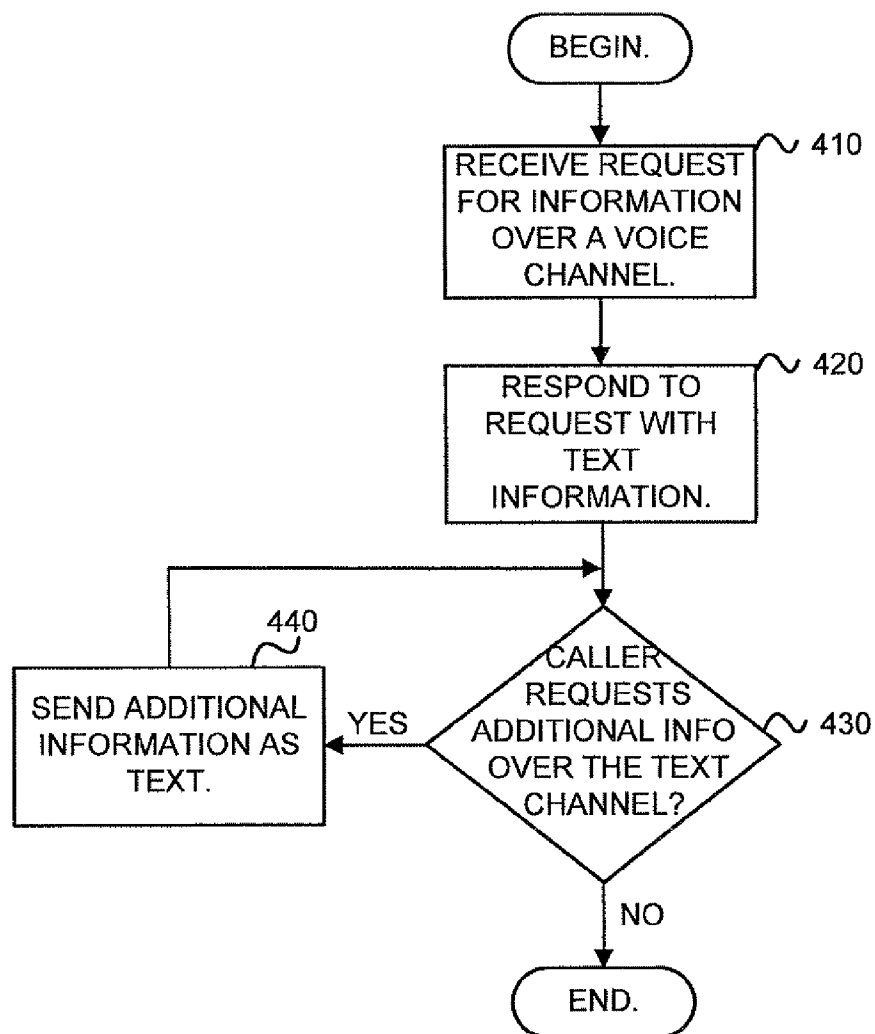 BEGIN.
410
RECEIVE REQUEST
FOR INFORMATION
OVER A VOICE
CHANNEL.
420
RESPOND TO
REQUEST WITH
TEXT
INFORMATION.
440
SEND ADDITIONAL
INFORMATION AS
TEXT.
YES
CALLER
REQUESTS
ADDITIONAL INFO
OVER THE TEXT
CHANNEL?
430
NO
END.